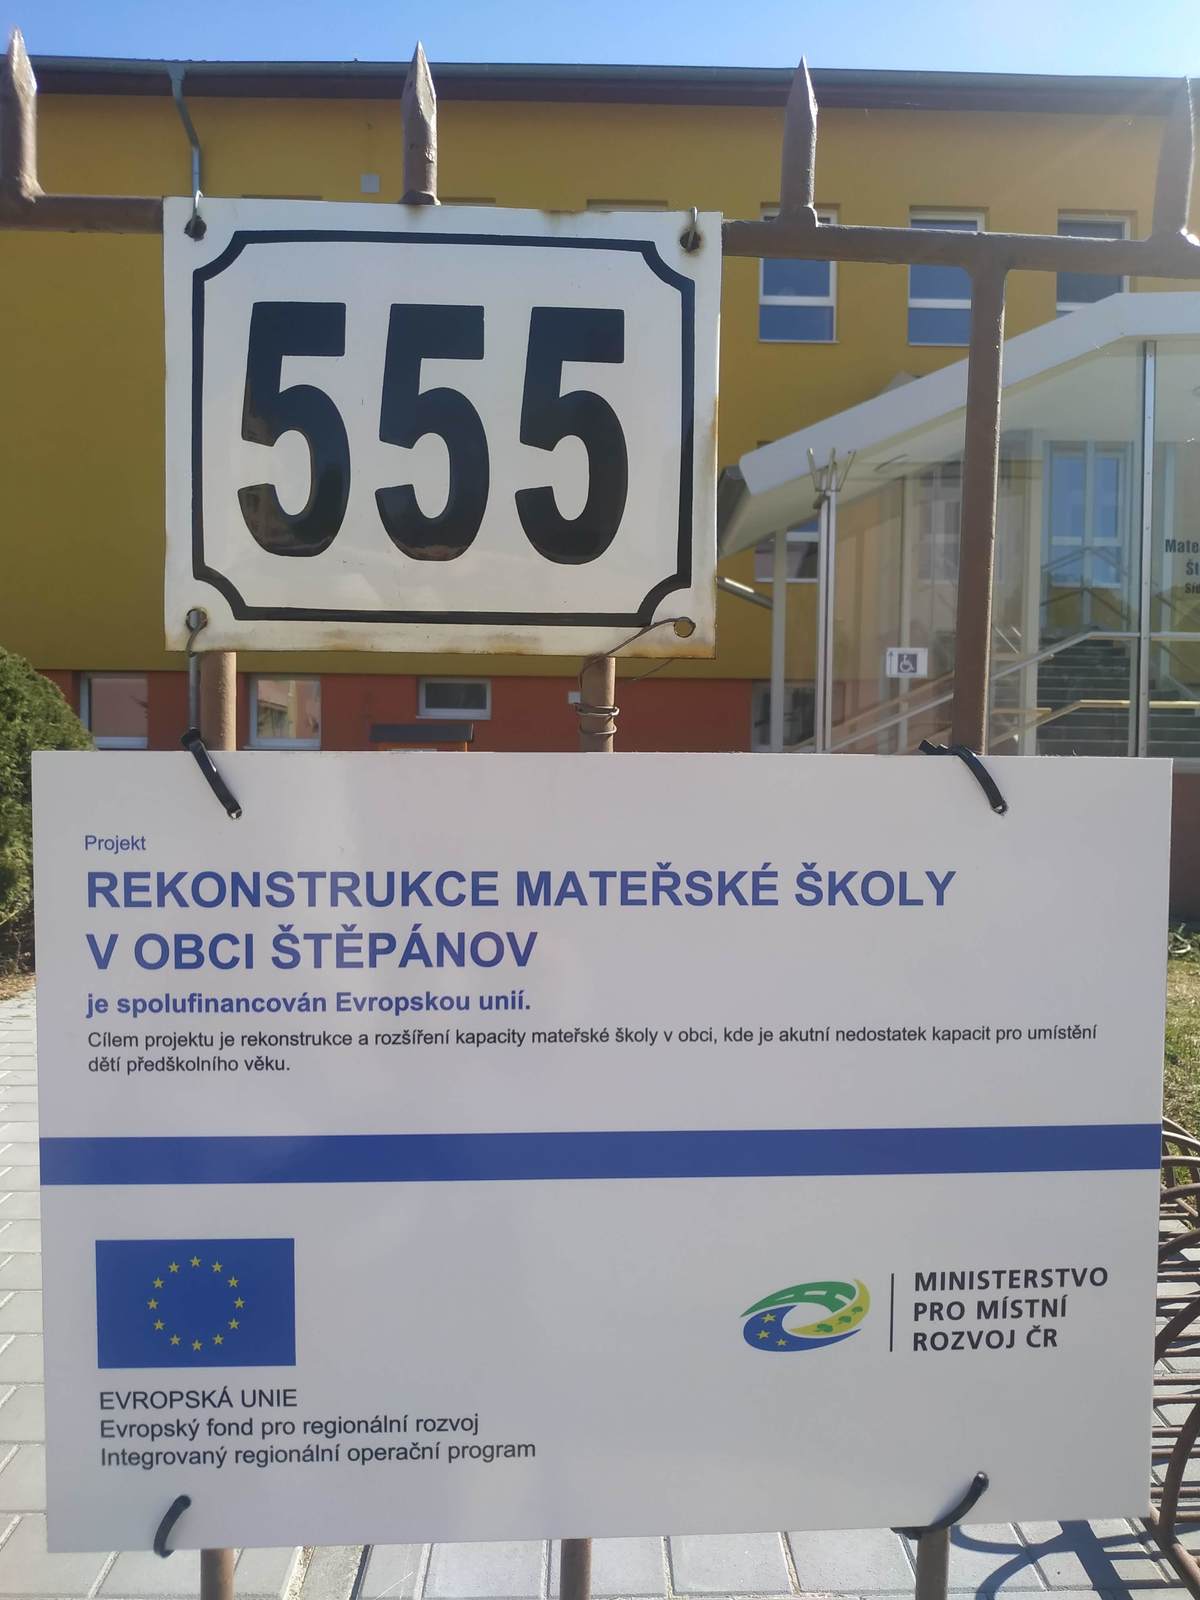 555
Projekt
REKONSTRUKCE MATEŘSKÉ ŠKOLY
V OBCI ŠTĚPÁNOV
je spolufinancován Evropskou unií.
Cílem projektu je rekonstrukce a rozšíření kapacity mateřské školy v obci, kde je akutní nedostatek kapacit pro umístění
dětí předškolního věku.
EVROPSKÁ UNIE
Evropský fond pro regionální rozvoj
Integrovaný regionální operační program
MINISTERSTVO
PRO MÍSTNÍ
ROZVOJ ČR